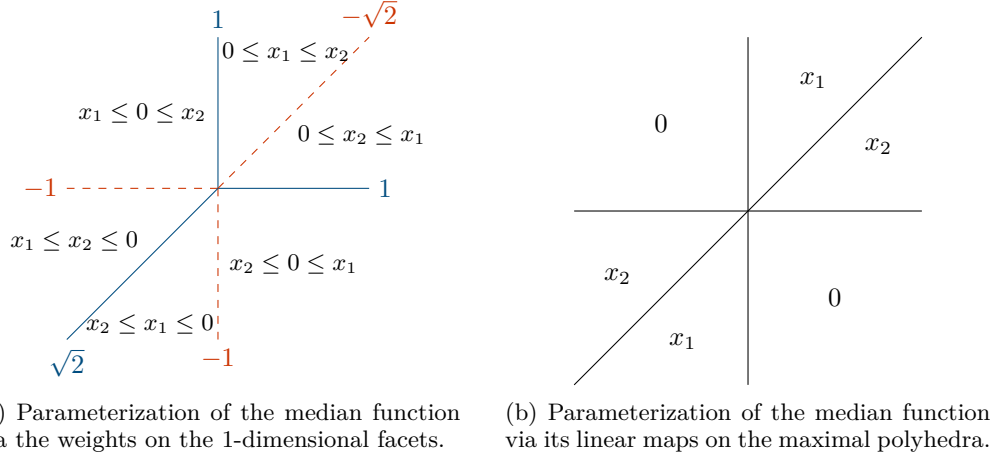 1
−√2
0 ≤ x₁ ≤ x₂
x₁ ≤ 0 ≤ x₂
0 ≤ x₂ ≤ x₁
−1
1
x₁ ≤ x₂ ≤ 0
x₂ ≤ 0 ≤ x₁
x₂ ≤ x₁ ≤ 0
√2
−1
) Parameterization of the median function
a the weights on the 1-dimensional facets.
x₁
0
x₂
x₂
0
x₁
(b) Parameterization of the median function
via its linear maps on the maximal polyhedra.